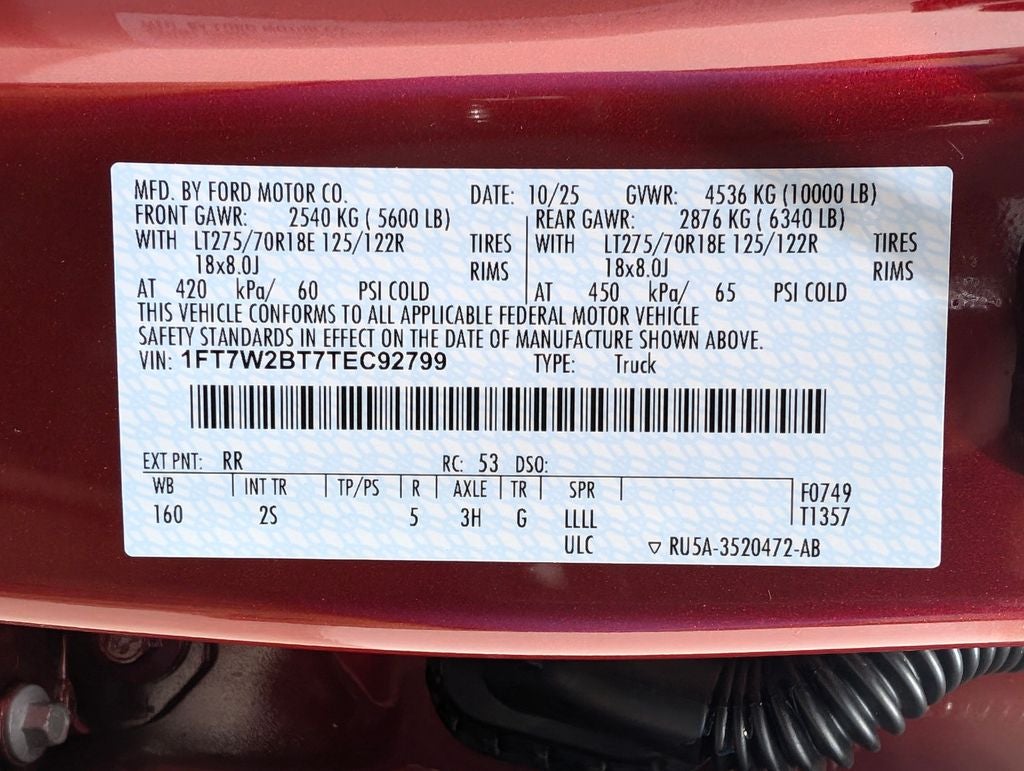 MFD. BY FORD MOTOR CO. DATE: 10/25 GVWR: 4536 KG (10000 LB)
FRONT GAWR: 2540 KG ( 5600 LB) REAR GAWR: 2876 KG ( 6340 LB)
WITH LT275/70R18E 125/122R TIRES WITH LT275/70R18E 125/122R TIRES
18x8.0J RIMS 18x8.0J RIMS
AT 420 kPa/ 60 PSI COLD AT 450 kPa/ 65 PSI COLD
THIS VEHICLE CONFORMS TO ALL APPLICABLE FEDERAL MOTOR VEHICLE
SAFETY STANDARDS IN EFFECT ON THE DATE OF MANUFACTURE SHOWN ABOVE.
VIN: 1FT7W2BT7TEC92799 TYPE: Truck
EXT PNT: RR RC: 53 DSO:
WB INT TR TP/PS R AXLE TR SPR F0749
160 2S 5 3H G LLLL T1357
ULC ▽ RU5A-3520472-AB